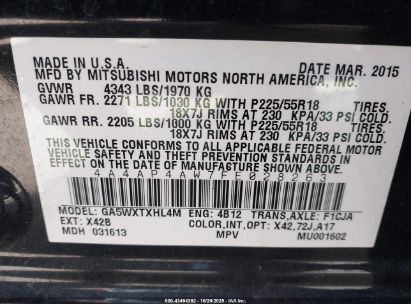 MADE IN U.S.A. DATE MAR. 2015
MFD BY MITSUBISHI MOTORS NORTH AMERICA, INC.
GVWR 4343 LBS/1970 KG
GAWR FR. 2271 LBS/1030 KG WITH P225/55R18 TIRES.
18X7J RIMS AT 230 KPA/33 PSI COLD
GAWR RR. 2205 LBS/1000 KG WITH P225/55R18 TIRES.
18X7J RIMS AT 230 KPA/33 PSI COLD
THIS VEHICLE CONFORMS TO ALL APPLICABLE FEDERAL MOTOR
VEHICLE SAFETY STANDARDS IN EFFECT ON THE DATE
OF MANUFACTURE SHOWN ABOVE.
4A4AP4AW7FE028263
MODEL: GA5WXTXHL4M ENG: 4B12 TRANS,AXLE: F1CJA
EXT: X42B COLOR,INT,OPT: X42,72J,A17
MDH 031613 MPV MU001602